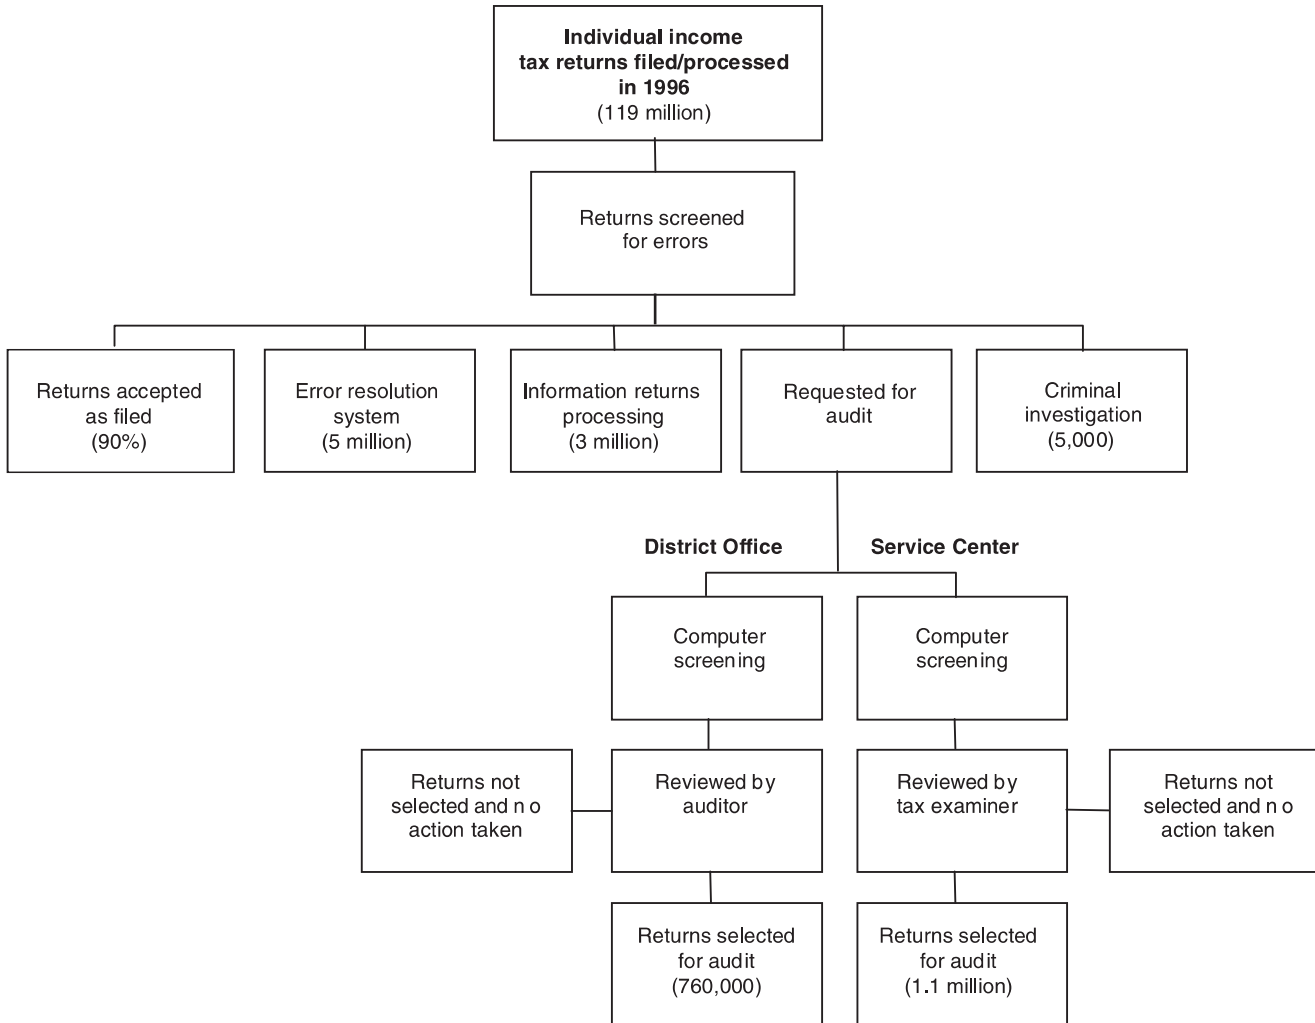 Individual income
tax returns filed/processed
in 1996
(119 million)
Returns screened
for errors
Returns accepted
as filed
(90%)
Error resolution
system
(5 million)
Information returns
processing
(3 million)
Requested for
audit
Criminal
investigation
(5,000)
District Office
Service Center
Computer
screening
Computer
screening
Returns not
selected and n o
action taken
Reviewed by
auditor
Reviewed by
tax examiner
Returns not
selected and n o
action taken
Returns selected
for audit
(760,000)
Returns selected
for audit
(1.1 million)